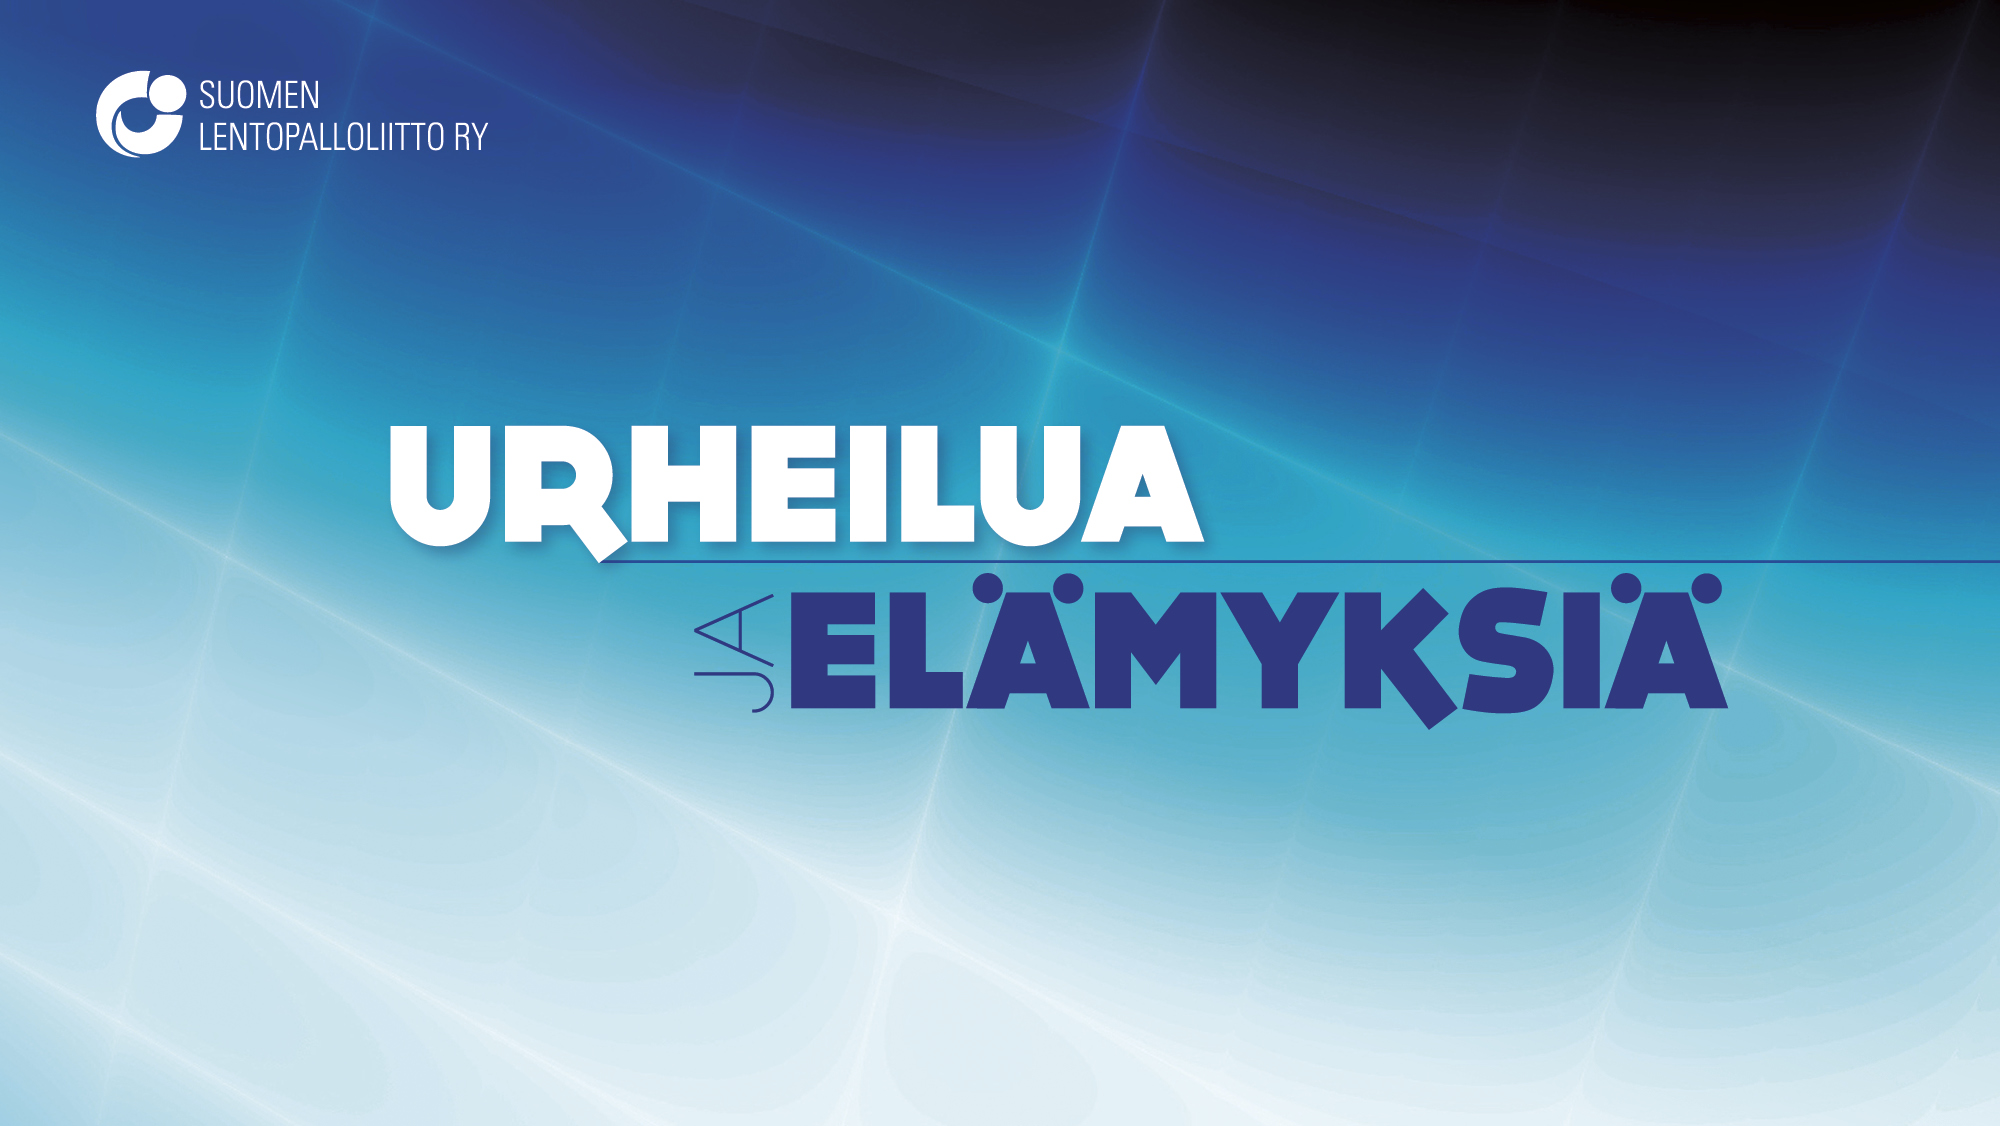 SUOMEN
LENTOPALLOLIITTO RY
URHEILUA
JA ELÄMYKSIÄ